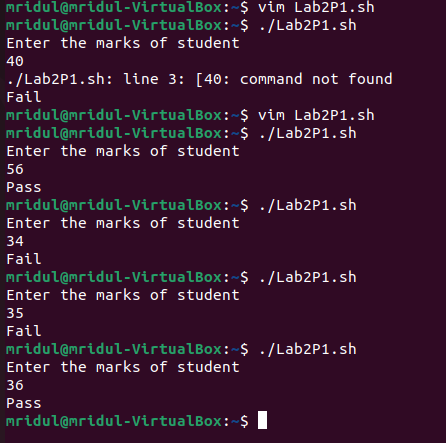 mridul@mridul-VirtualBox:~$ vim Lab2P1.sh
mridul@mridul-VirtualBox:~$ ./Lab2P1.sh
Enter the marks of student
40
./Lab2P1.sh: line 3: [40: command not found
Fail
mridul@mridul-VirtualBox:~$ vim Lab2P1.sh
mridul@mridul-VirtualBox:~$ ./Lab2P1.sh
Enter the marks of student
56
Pass
mridul@mridul-VirtualBox:~$ ./Lab2P1.sh
Enter the marks of student
34
Fail
mridul@mridul-VirtualBox:~$ ./Lab2P1.sh
Enter the marks of student
35
Fail
mridul@mridul-VirtualBox:~$ ./Lab2P1.sh
Enter the marks of student
36
Pass
mridul@mridul-VirtualBox:~$